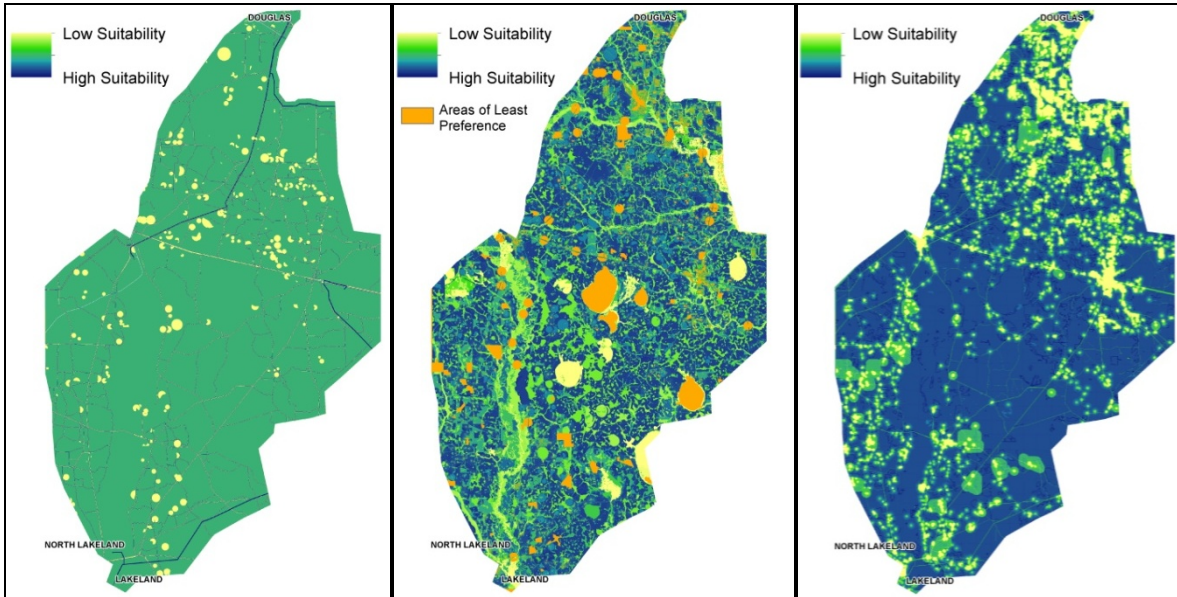 DOUGLAS
Low Suitability
High Suitability
NORTH LAKELAND
LAKELAND
DOUGLAS
Low Suitability
High Suitability
Areas of Least
Preference
NORTH LAKELAND
LAKELAND
DOUGLAS
Low Suitability
High Suitability
NORTH LAKELAND
LAKELAND